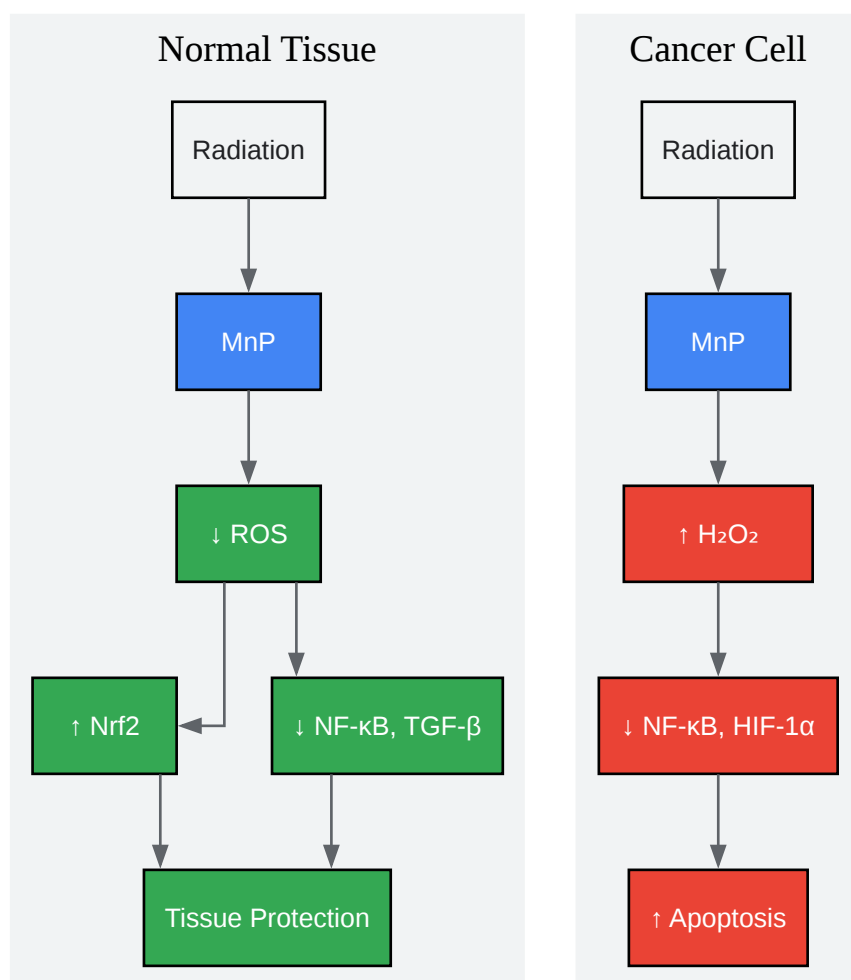 Normal Tissue
Radiation
MnP
↓ ROS
↑ Nrf2
↓ NF-κB, TGF-β
Tissue Protection
Cancer Cell
Radiation
MnP
↑ H₂O₂
↓ NF-κB, HIF-1α
↑ Apoptosis